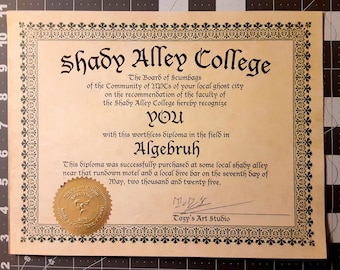 Shady Alley College
The Board of Scumbags
of the Community of NPCs of your local ghost city
on the recommendation of the faculty of
the Shady Alley College hereby recognize
YOU
with this worthless diploma in the field in
Algebruh
This diploma was successfully purchased at some local shady alley
near that rundown motel and a local dive bar on the seventh day of
May, two thousand and twenty five.
Togy's Art Studio